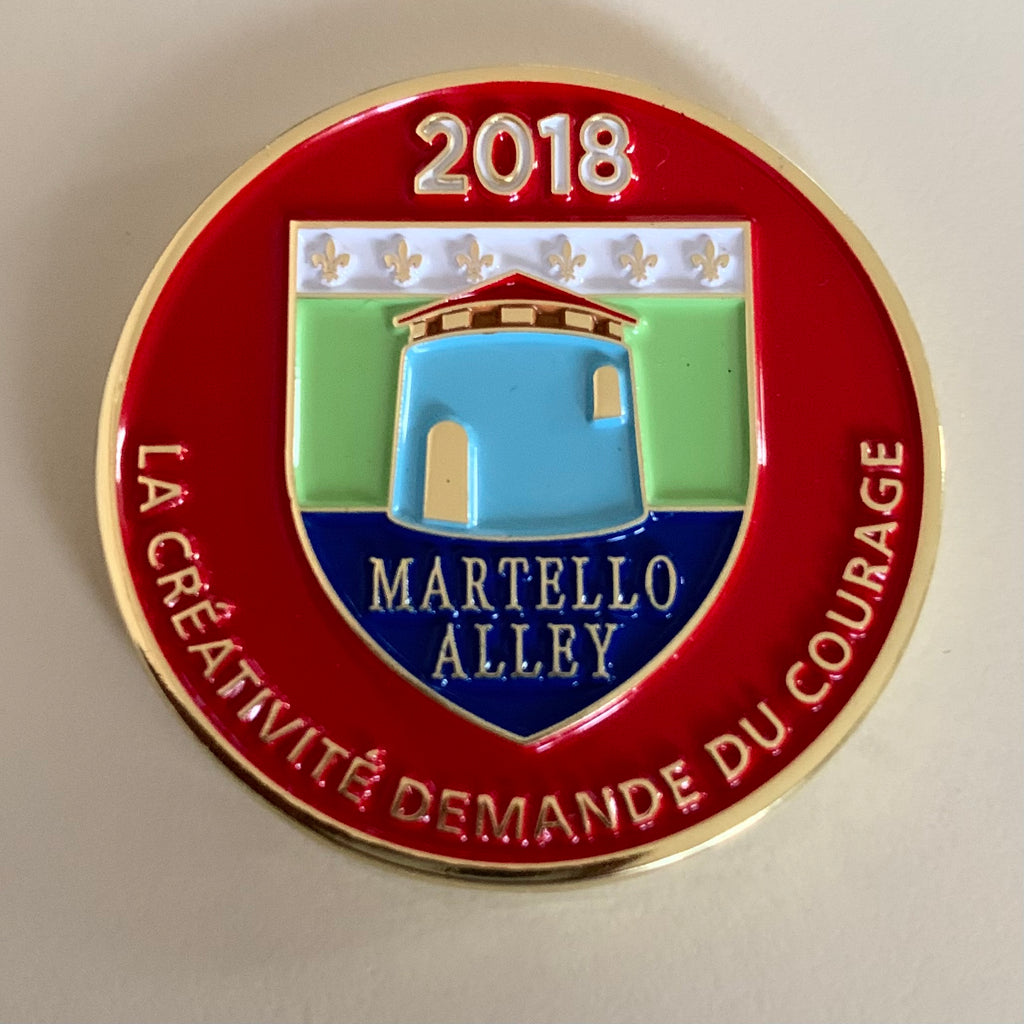 2018
MARTELLO
ALLEY
LA CRÉATIVITÉ DEMANDE DU COURAGE